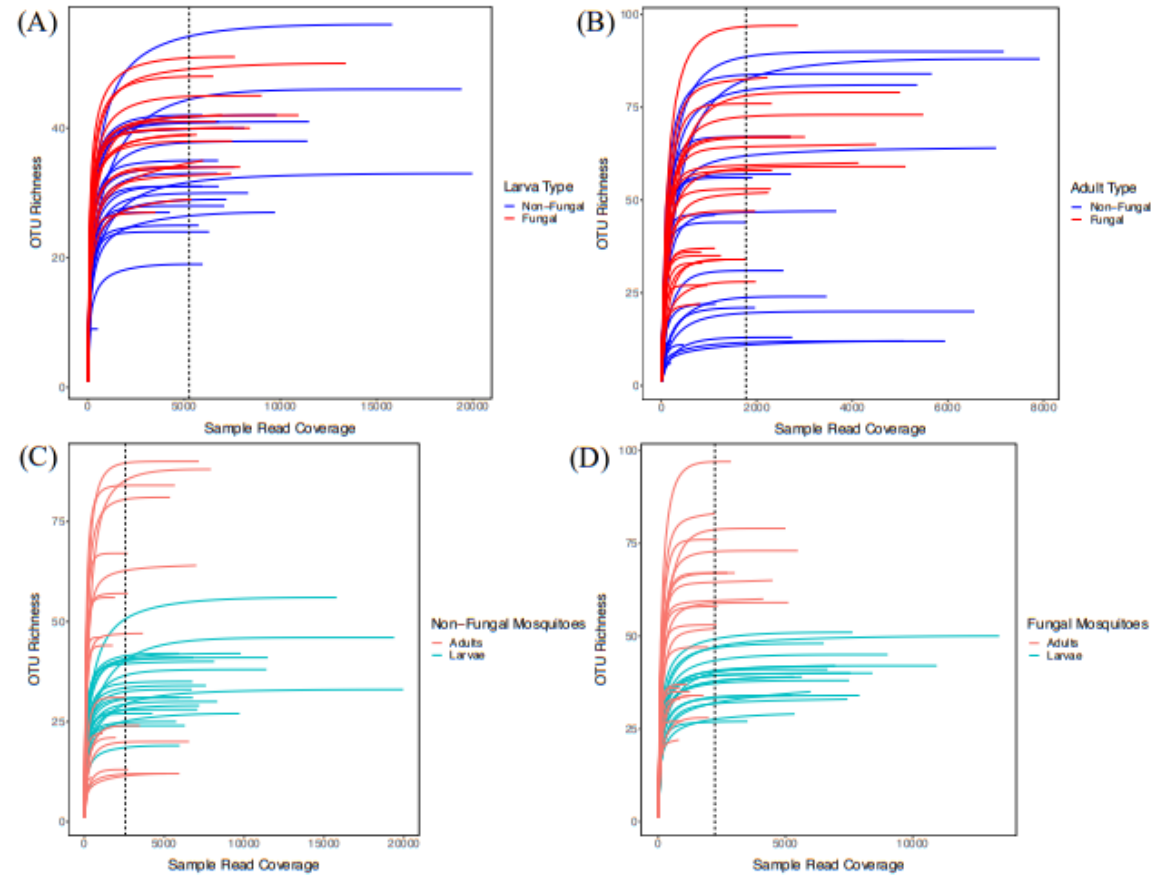 (A)
OTU Richness
40
20
0
0 5000 10000 15000 20000
Sample Read Coverage
Larva Type
Non-Fungal
Fungal
(B)
OTU Richness
100
75
50
25
0
0 2000 4000 6000 8000
Sample Read Coverage
Adult Type
Non-Fungal
Fungal
(C)
OTU Richness
75
50
25
0
0 5000 10000 15000 20000
Sample Read Coverage
Non-Fungal Mosquitoes
Adults
Larvae
(D)
OTU Richness
100
75
50
25
0
0 5000 10000
Sample Read Coverage
Fungal Mosquitoes
Adults
Larvae